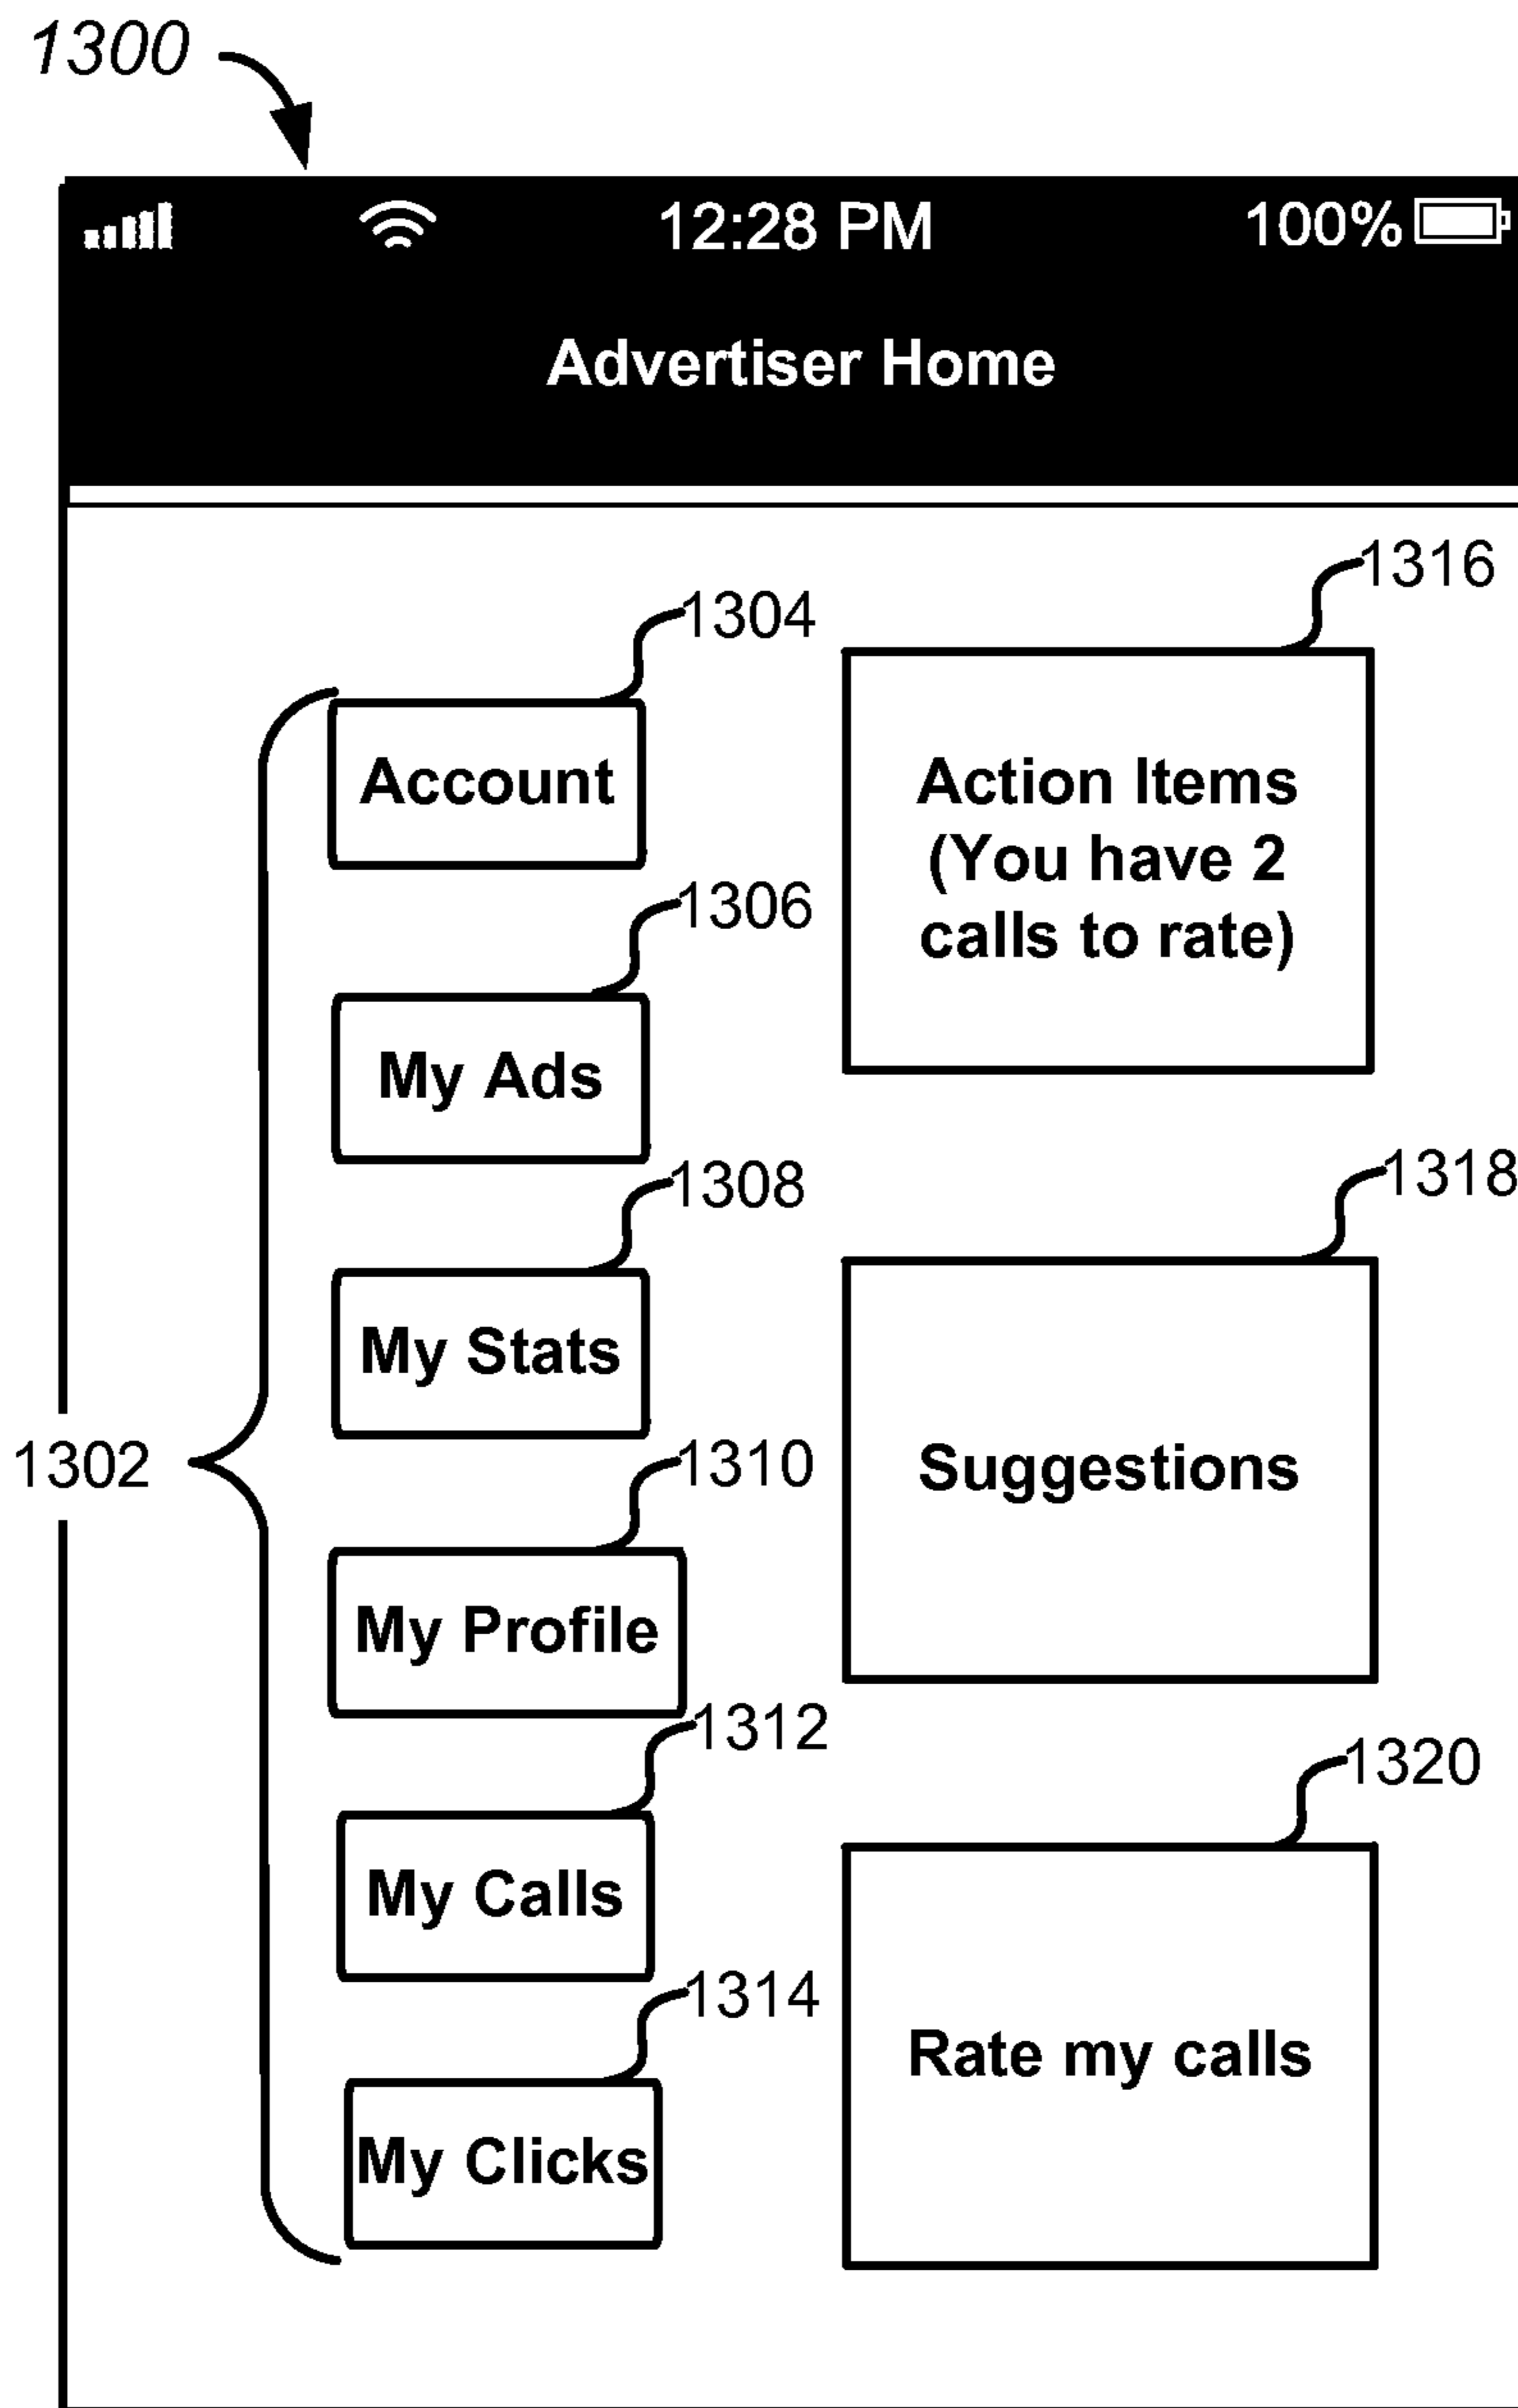 1300
12:28 PM
100%
Advertiser Home
1302
1304
Account
1306
My Ads
1308
My Stats
1310
My Profile
1312
My Calls
1314
My Clicks
1316
Action Items
(You have 2
calls to rate)
1318
Suggestions
1320
Rate my calls